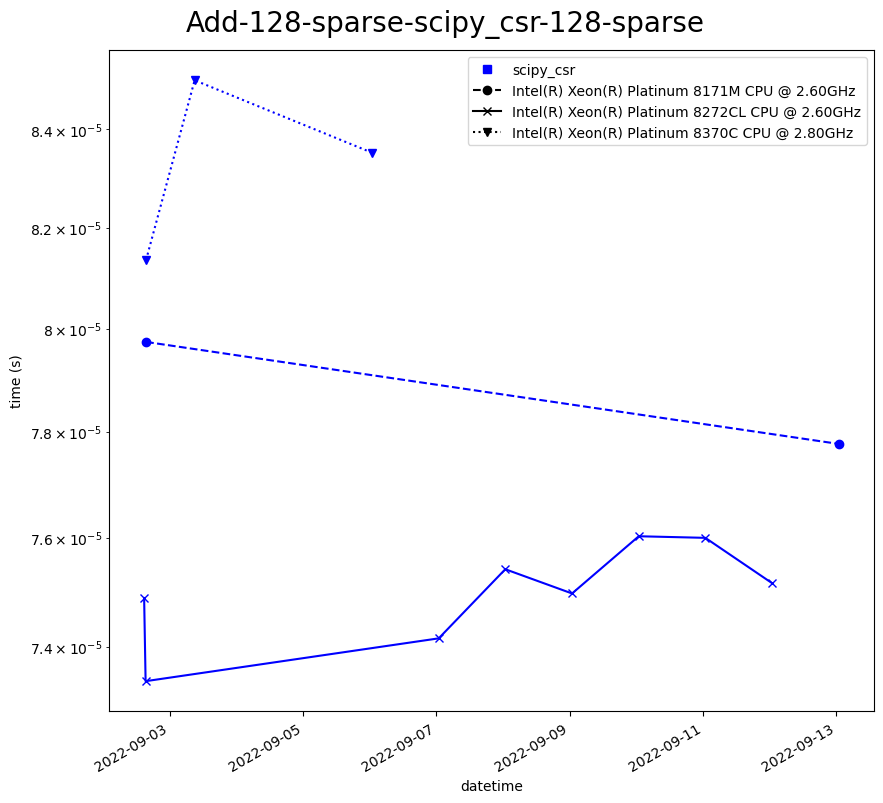 Add-128-sparse-scipy_csr-128-sparse
scipy_csr
Intel(R) Xeon(R) Platinum 8171M CPU @ 2.60GHz
Intel(R) Xeon(R) Platinum 8272CL CPU @ 2.60GHz
Intel(R) Xeon(R) Platinum 8370C CPU @ 2.80GHz
8.4 × 10⁻⁵
8.2 × 10⁻⁵
8 × 10⁻⁵
7.8 × 10⁻⁵
7.6 × 10⁻⁵
7.4 × 10⁻⁵
time (s)
2022-09-03
2022-09-05
2022-09-07
2022-09-09
2022-09-11
2022-09-13
datetime